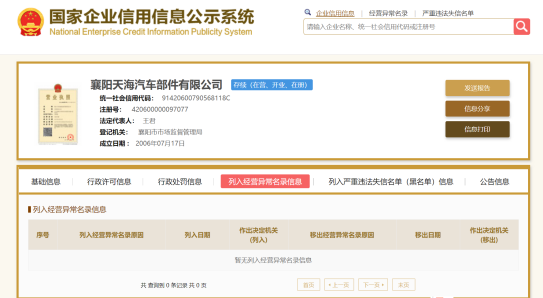 国家企业信用信息公示系统
National Enterprise Credit Information Publicity System
企业信用信息 | 经营异常名录 | 严重违法失信名单
请输入企业名称、统一社会信用代码或注册号
襄阳天海汽车部件有限公司 存续（在营、开业、在册）
统一社会信用代码： 91420600790568118C
注册号： 420600000097077
法定代表人： 王君
登记机关： 襄阳市市场监督管理局
成立日期： 2006年07月17日
营业执照
发送报告
信息分享
信息打印
基础信息 | 行政许可信息 | 行政处罚信息 | 列入经营异常名录信息 | 列入严重违法失信名单（黑名单）信息 | 公告信息
列入经营异常名录信息
序号 列入经营异常名录原因 列入日期 作出决定机关(列入) 移出经营异常名录原因 移出日期 作出决定机关(移出)
暂无列入经营异常名录信息
共 查询到 0 条记录 共 0 页 首页 上一页 下一页 末页